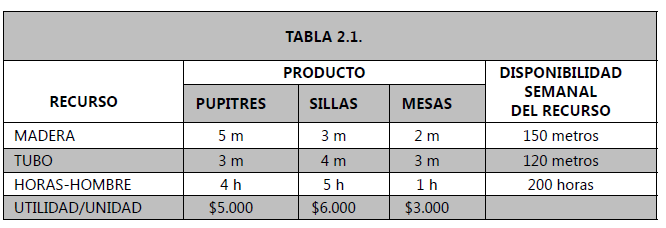 TABLA 2.1.
RECURSO PRODUCTO DISPONIBILIDAD SEMANAL DEL RECURSO
PUPITRES SILLAS MESAS
MADERA 5 m 3 m 2 m 150 metros
TUBO 3 m 4 m 3 m 120 metros
HORAS-HOMBRE 4 h 5 h 1 h 200 horas
UTILIDAD/UNIDAD $5.000 $6.000 $3.000